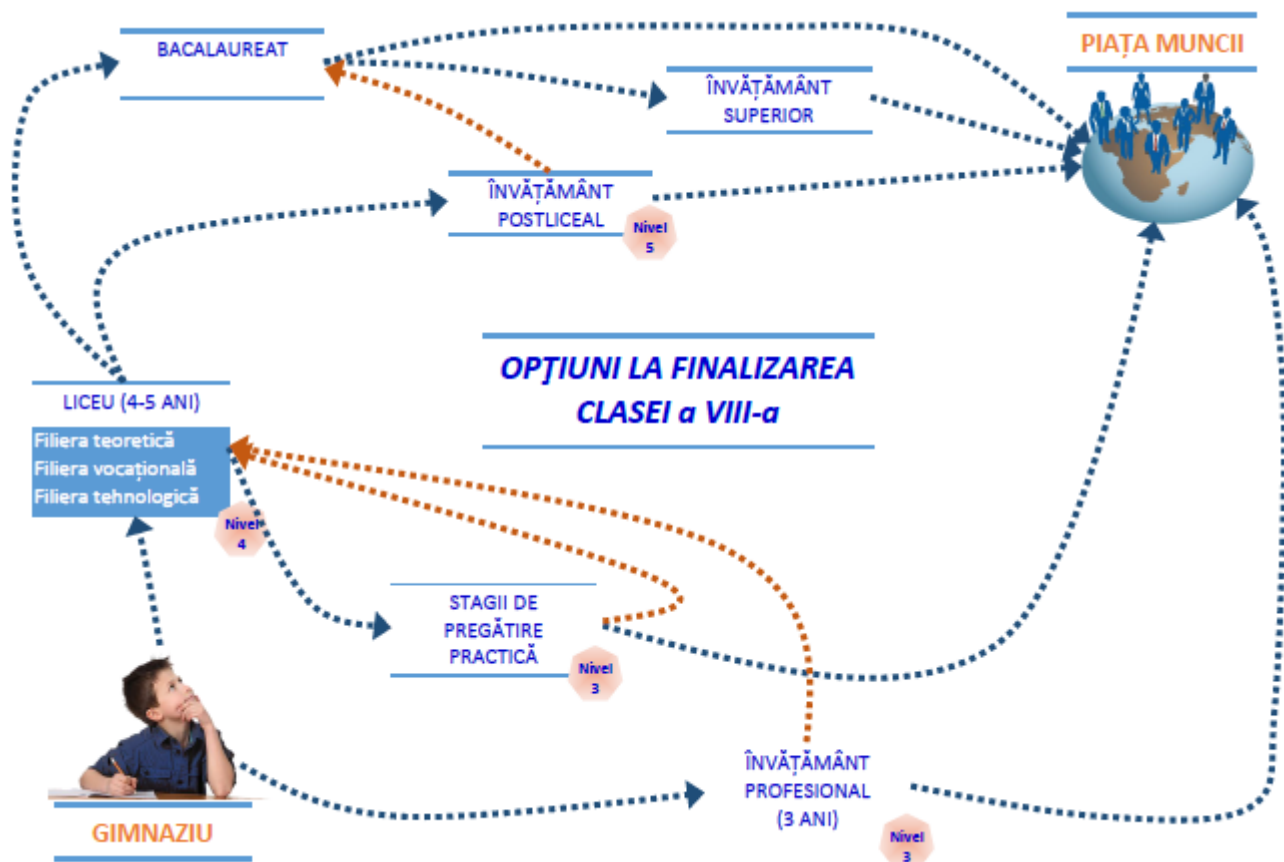 BACALAUREAT
PIAȚA MUNCII
ÎNVĂȚĂMÂNT
SUPERIOR
ÎNVĂȚĂMÂNT
POSTLICEAL
Nivel
5
OPŢIUNI LA FINALIZAREA
CLASEI a VIII-a
LICEU (4-5 ANI)
Filiera teoretică
Filiera vocațională
Filiera tehnologică
Nivel
4
STAGII DE
PREGĂTIRE
PRACTICĂ
Nivel
3
ÎNVĂȚĂMÂNT
PROFESIONAL
(3 ANI)
Nivel
3
GIMNAZIU